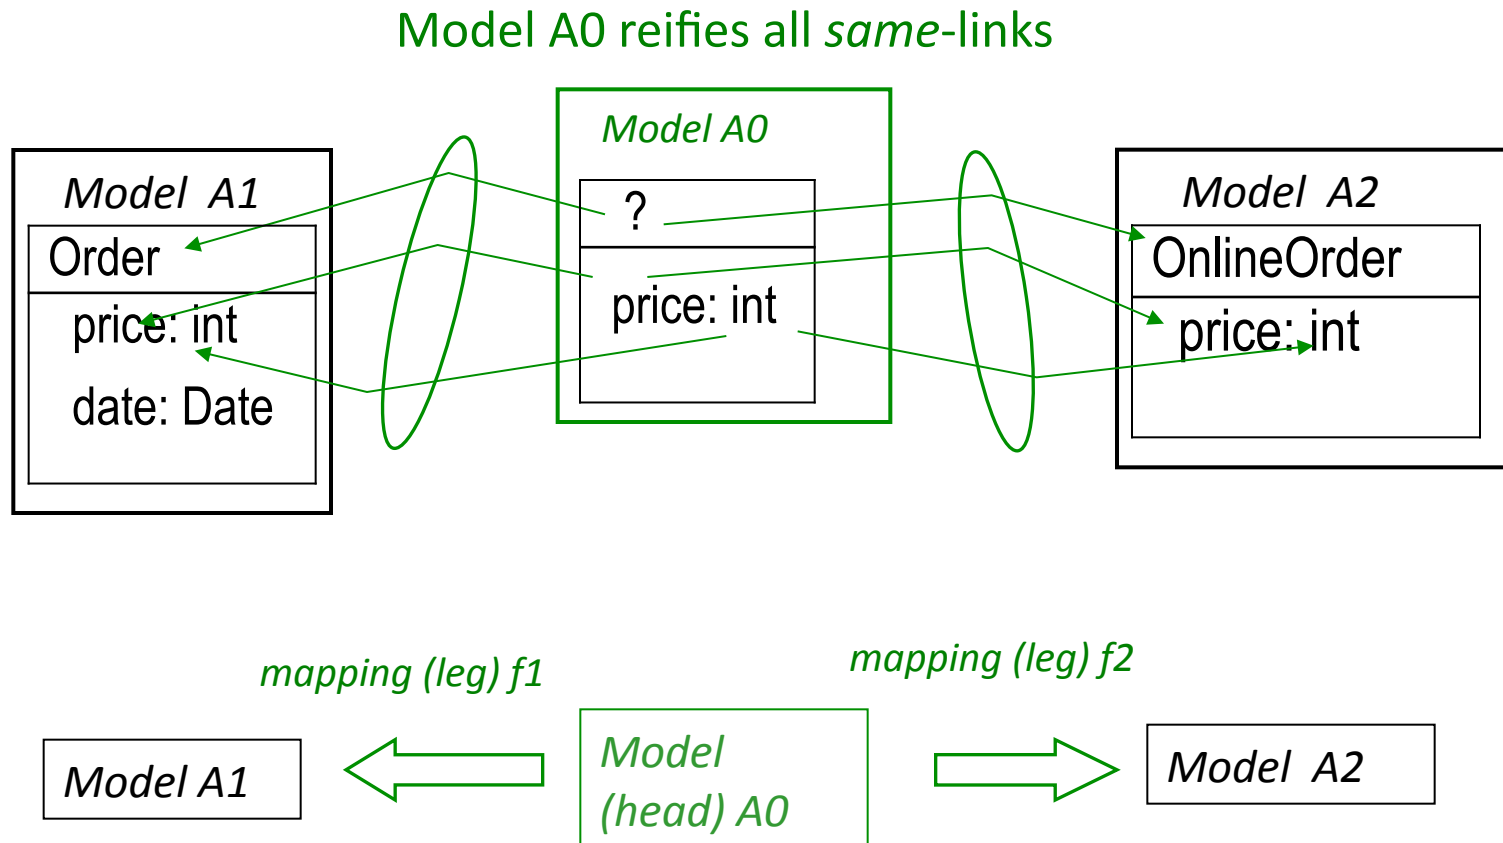 Model A0 reifies all same-links
Model A1
Order
price: int
date: Date
Model A0
?
price: int
Model A2
OnlineOrder
price: int
mapping (leg) f1
mapping (leg) f2
Model A1
Model
(head) A0
Model A2